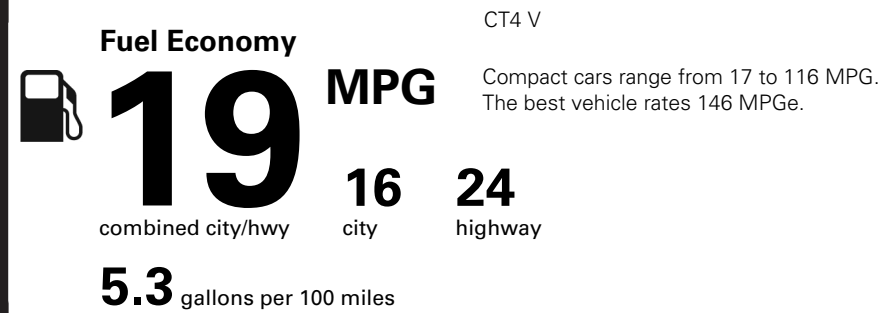 CT4 V
Fuel Economy
19 MPG
Compact cars range from 17 to 116 MPG.
The best vehicle rates 146 MPGe.
16 24
combined city/hwy city highway
5.3 gallons per 100 miles